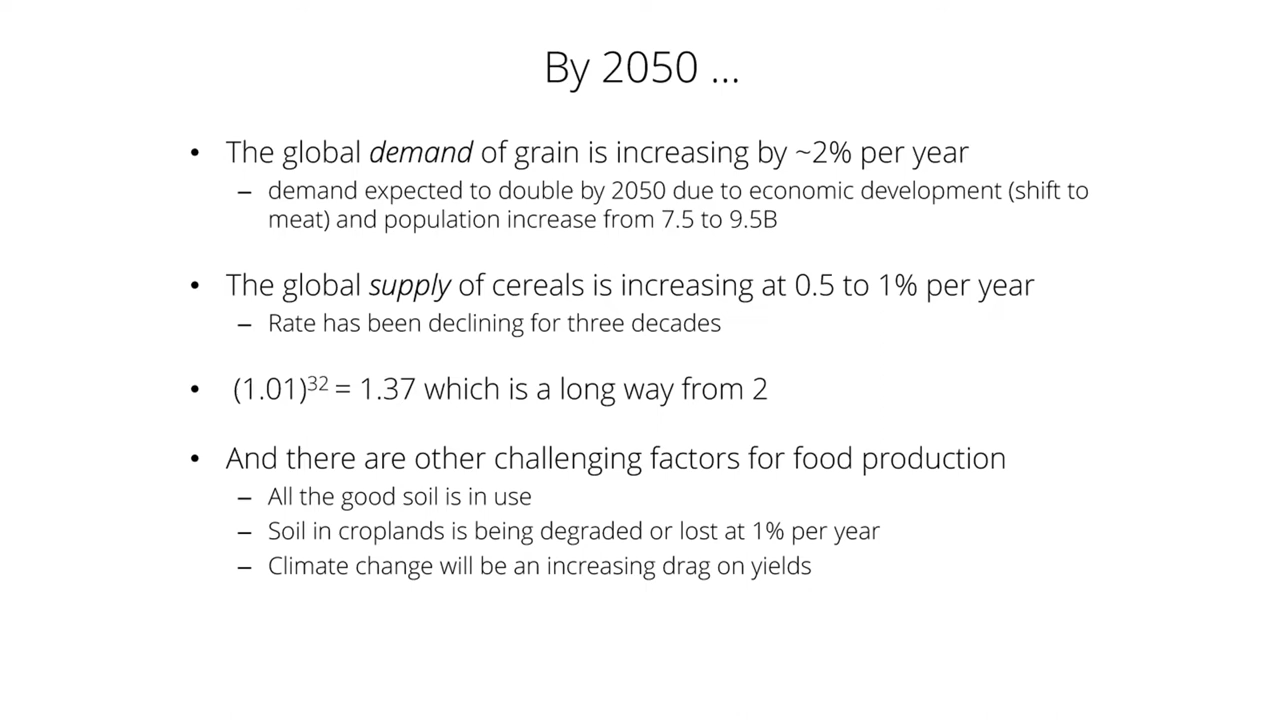 By 2050 ...
• The global demand of grain is increasing by ~2% per year
– demand expected to double by 2050 due to economic development (shift to
meat) and population increase from 7.5 to 9.5B
• The global supply of cereals is increasing at 0.5 to 1% per year
– Rate has been declining for three decades
• (1.01)³² = 1.37 which is a long way from 2
• And there are other challenging factors for food production
– All the good soil is in use
– Soil in croplands is being degraded or lost at 1% per year
– Climate change will be an increasing drag on yields